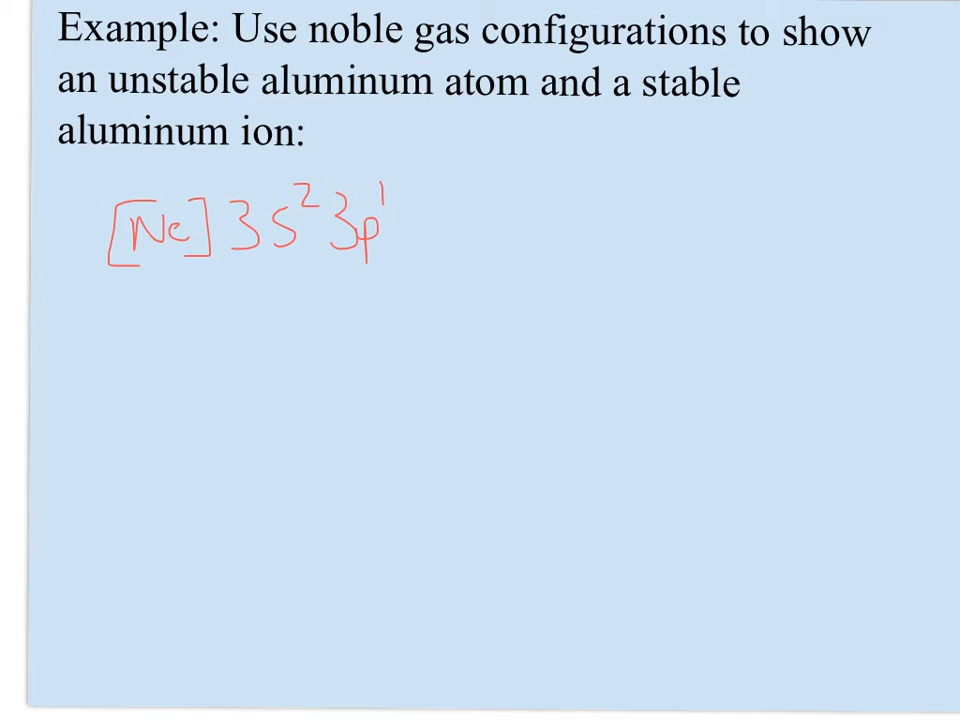 Example: Use noble gas configurations to show
an unstable aluminum atom and a stable
aluminum ion:
[Ne] 3s² 3p¹